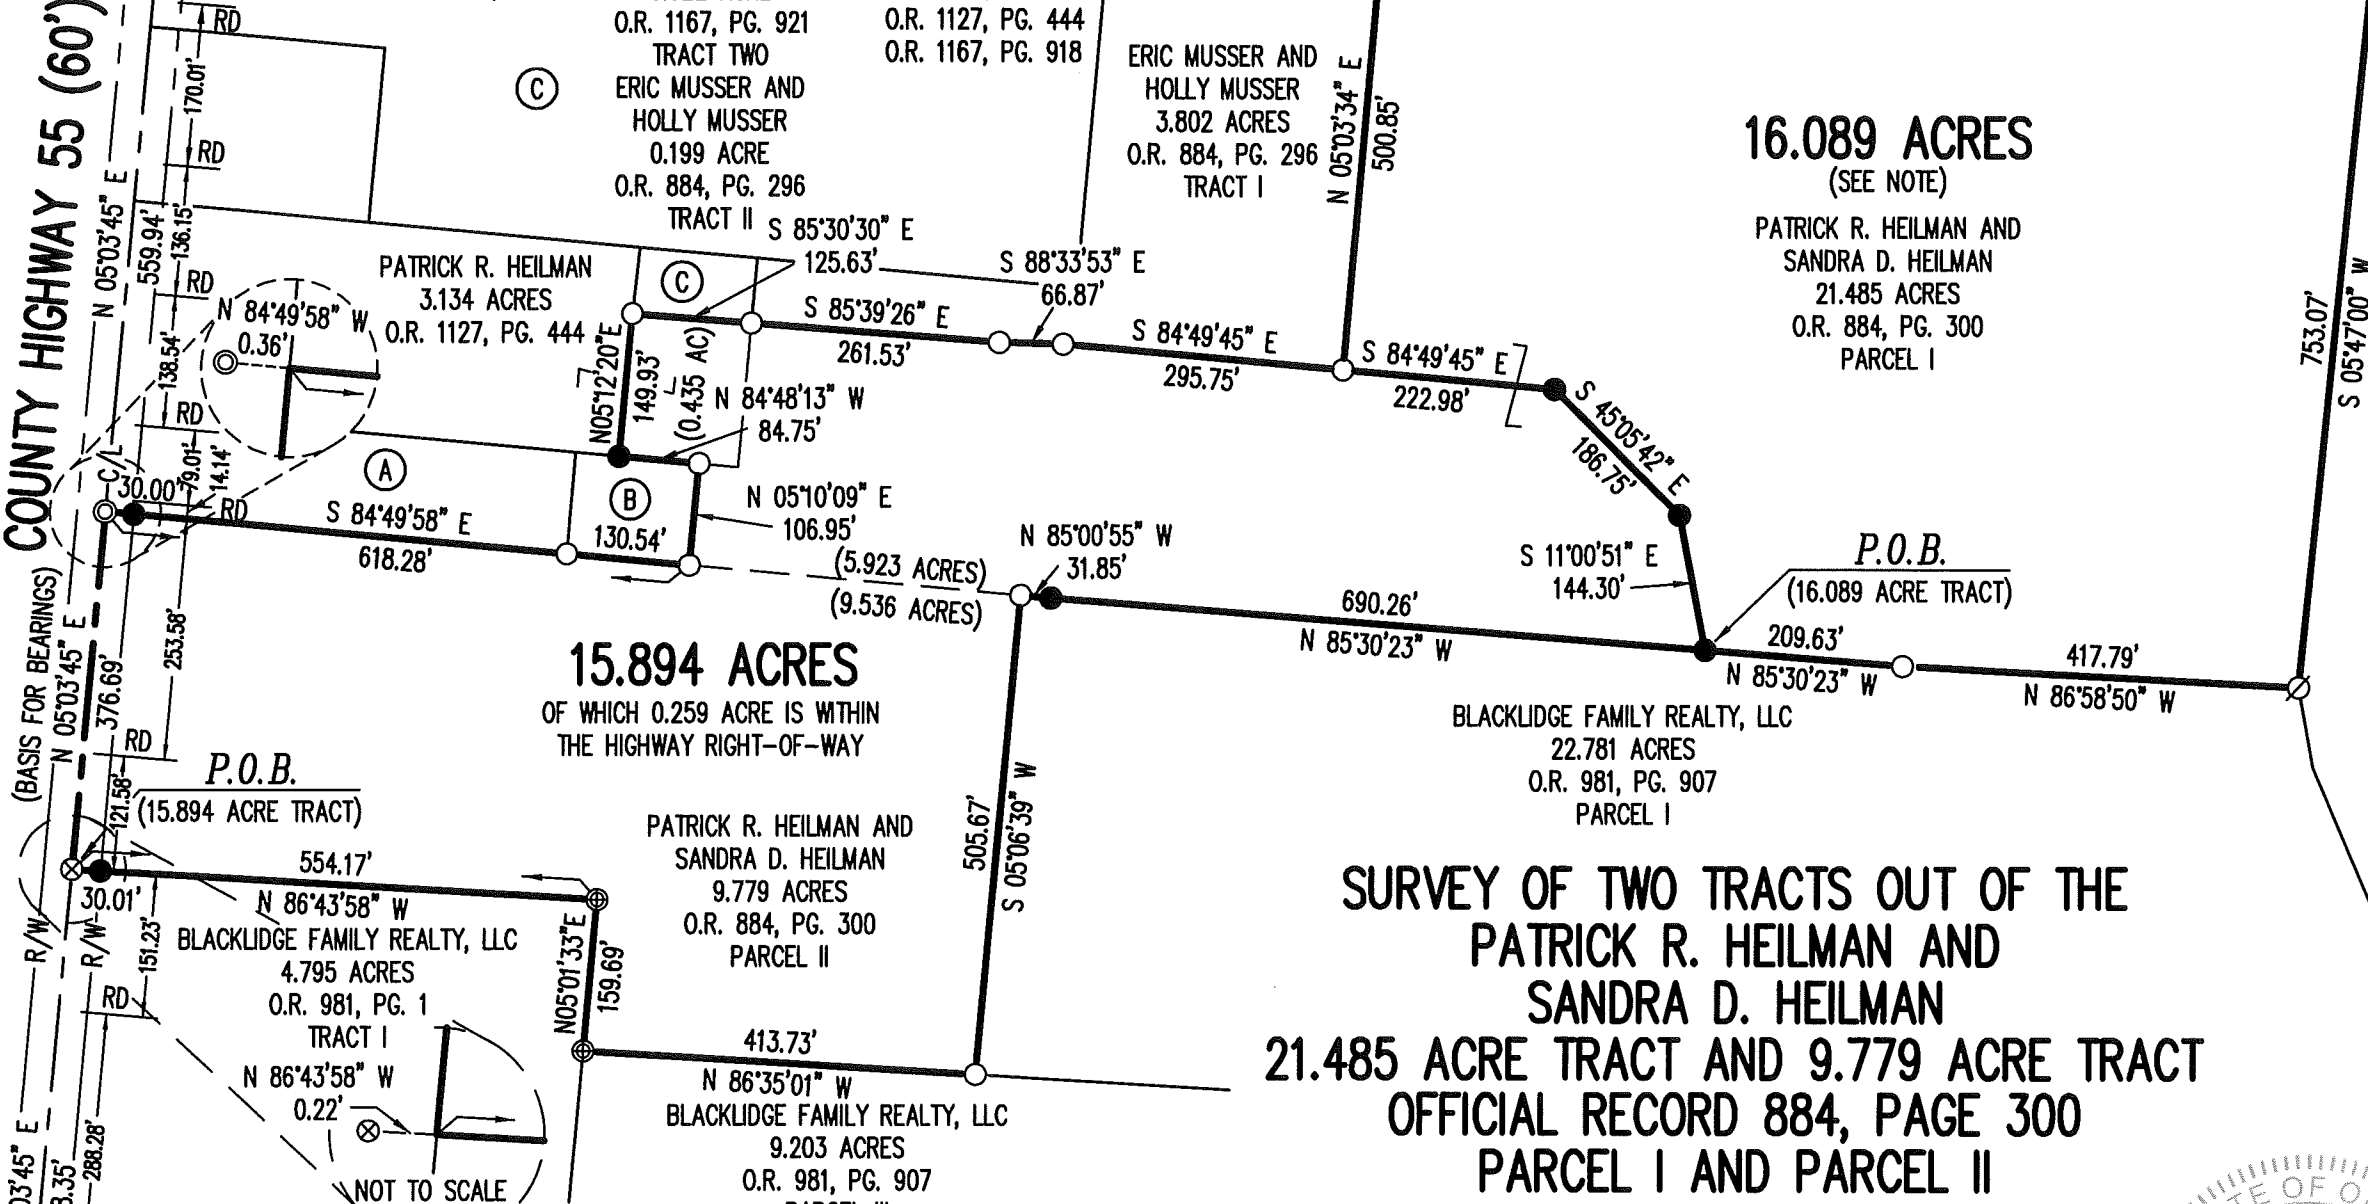 RD
170.01'
RD
COUNTY HIGHWAY 55 (60')
N 05°03'45" E
559.94'
136.15'
RD
138.54'
RD
79.01'
14.14'
C L
30.00'
RD
(BASIS FOR BEARINGS)
N 05°03'45" E
376.69'
253.58'
RD
121.58'
P.O.B.
(15.894 ACRE TRACT)
30.01'
R/W
R/W
151.23'
RD
288.28'
03'45" E
8.35'
O.R. 1167, PG. 921
TRACT TWO
ERIC MUSSER AND
HOLLY MUSSER
0.199 ACRE
O.R. 884, PG. 296
TRACT II
C
O.R. 1127, PG. 444
O.R. 1167, PG. 918
ERIC MUSSER AND
HOLLY MUSSER
3.802 ACRES
O.R. 884, PG. 296
TRACT I
N 05°03'34" E
500.85'
16.089 ACRES
(SEE NOTE)
PATRICK R. HEILMAN AND
SANDRA D. HEILMAN
21.485 ACRES
O.R. 884, PG. 300
PARCEL I
753.07'
S 05°47'00" W
PATRICK R. HEILMAN
3.134 ACRES
O.R. 1127, PG. 444
N 84°49'58" W
0.36'
C
S 85°30'30" E
125.63'
S 88°33'53" E
66.87'
S 85°39'26" E
261.53'
S 84°49'45" E
295.75'
S 84°49'45" E
222.98'
S 45°05'42" E
186.75'
S 11°00'51" E
144.30'
N05°12'20"E
149.93'
(0.435 AC)
N 84°48'13" W
84.75'
A
B
S 84°49'58" E
618.28'
130.54'
N 05°10'09" E
106.95'
(5.923 ACRES)
(9.536 ACRES)
N 85°00'55" W
31.85'
690.26'
N 85°30'23" W
P.O.B.
(16.089 ACRE TRACT)
209.63'
N 85°30'23" W
417.79'
N 86°58'50" W
15.894 ACRES
OF WHICH 0.259 ACRE IS WITHIN
THE HIGHWAY RIGHT-OF-WAY
PATRICK R. HEILMAN AND
SANDRA D. HEILMAN
9.779 ACRES
O.R. 884, PG. 300
PARCEL II
505.67'
S 05°06'39" W
BLACKLIDGE FAMILY REALTY, LLC
22.781 ACRES
O.R. 981, PG. 907
PARCEL I
554.17'
N 86°43'58" W
BLACKLIDGE FAMILY REALTY, LLC
4.795 ACRES
O.R. 981, PG. 1
TRACT I
N05°01'33"E
159.69'
413.73'
N 86°35'01" W
BLACKLIDGE FAMILY REALTY, LLC
9.203 ACRES
O.R. 981, PG. 907
N 86°43'58" W
0.22'
NOT TO SCALE
SURVEY OF TWO TRACTS OUT OF THE
PATRICK R. HEILMAN AND
SANDRA D. HEILMAN
21.485 ACRE TRACT AND 9.779 ACRE TRACT
OFFICIAL RECORD 884, PAGE 300
PARCEL I AND PARCEL II
TE OF O